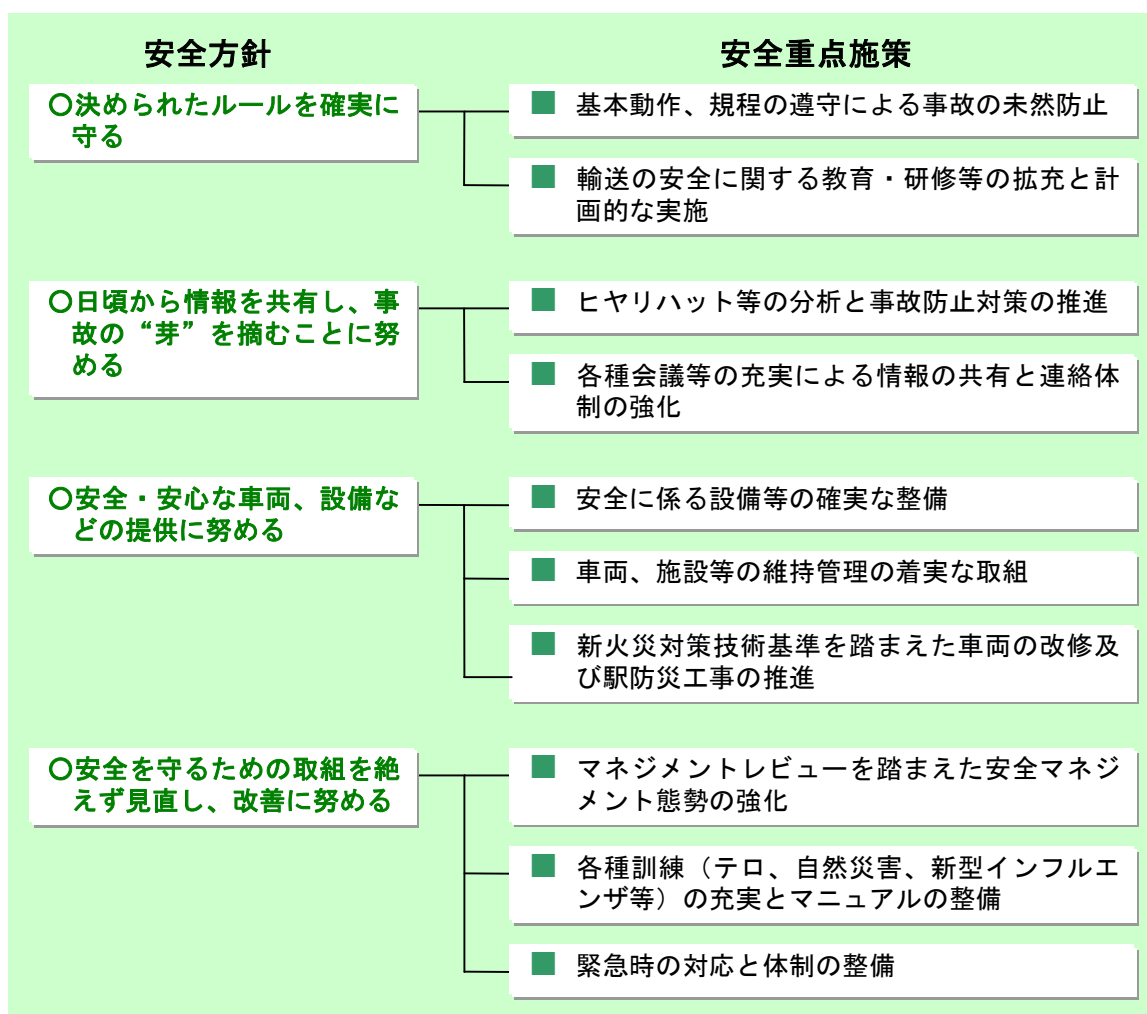 安全方針
安全重点施策
〇決められたルールを確実に
守る
■ 基本動作、規程の遵守による事故の未然防止
■ 輸送の安全に関する教育・研修等の拡充と計
画的な実施
〇日頃から情報を共有し、事
故の“芽”を摘むことに努
める
■ ヒヤリハット等の分析と事故防止対策の推進
■ 各種会議等の充実による情報の共有と連絡体
制の強化
〇安全・安心な車両、設備な
どの提供に努める
■ 安全に係る設備等の確実な整備
■ 車両、施設等の維持管理の着実な取組
■ 新火災対策技術基準を踏まえた車両の改修及
び駅防災工事の推進
〇安全を守るための取組を絶
えず見直し、改善に努める
■ マネジメントレビューを踏まえた安全マネジ
メント態勢の強化
■ 各種訓練（テロ、自然災害、新型インフルエ
ンザ等）の充実とマニュアルの整備
■ 緊急時の対応と体制の整備